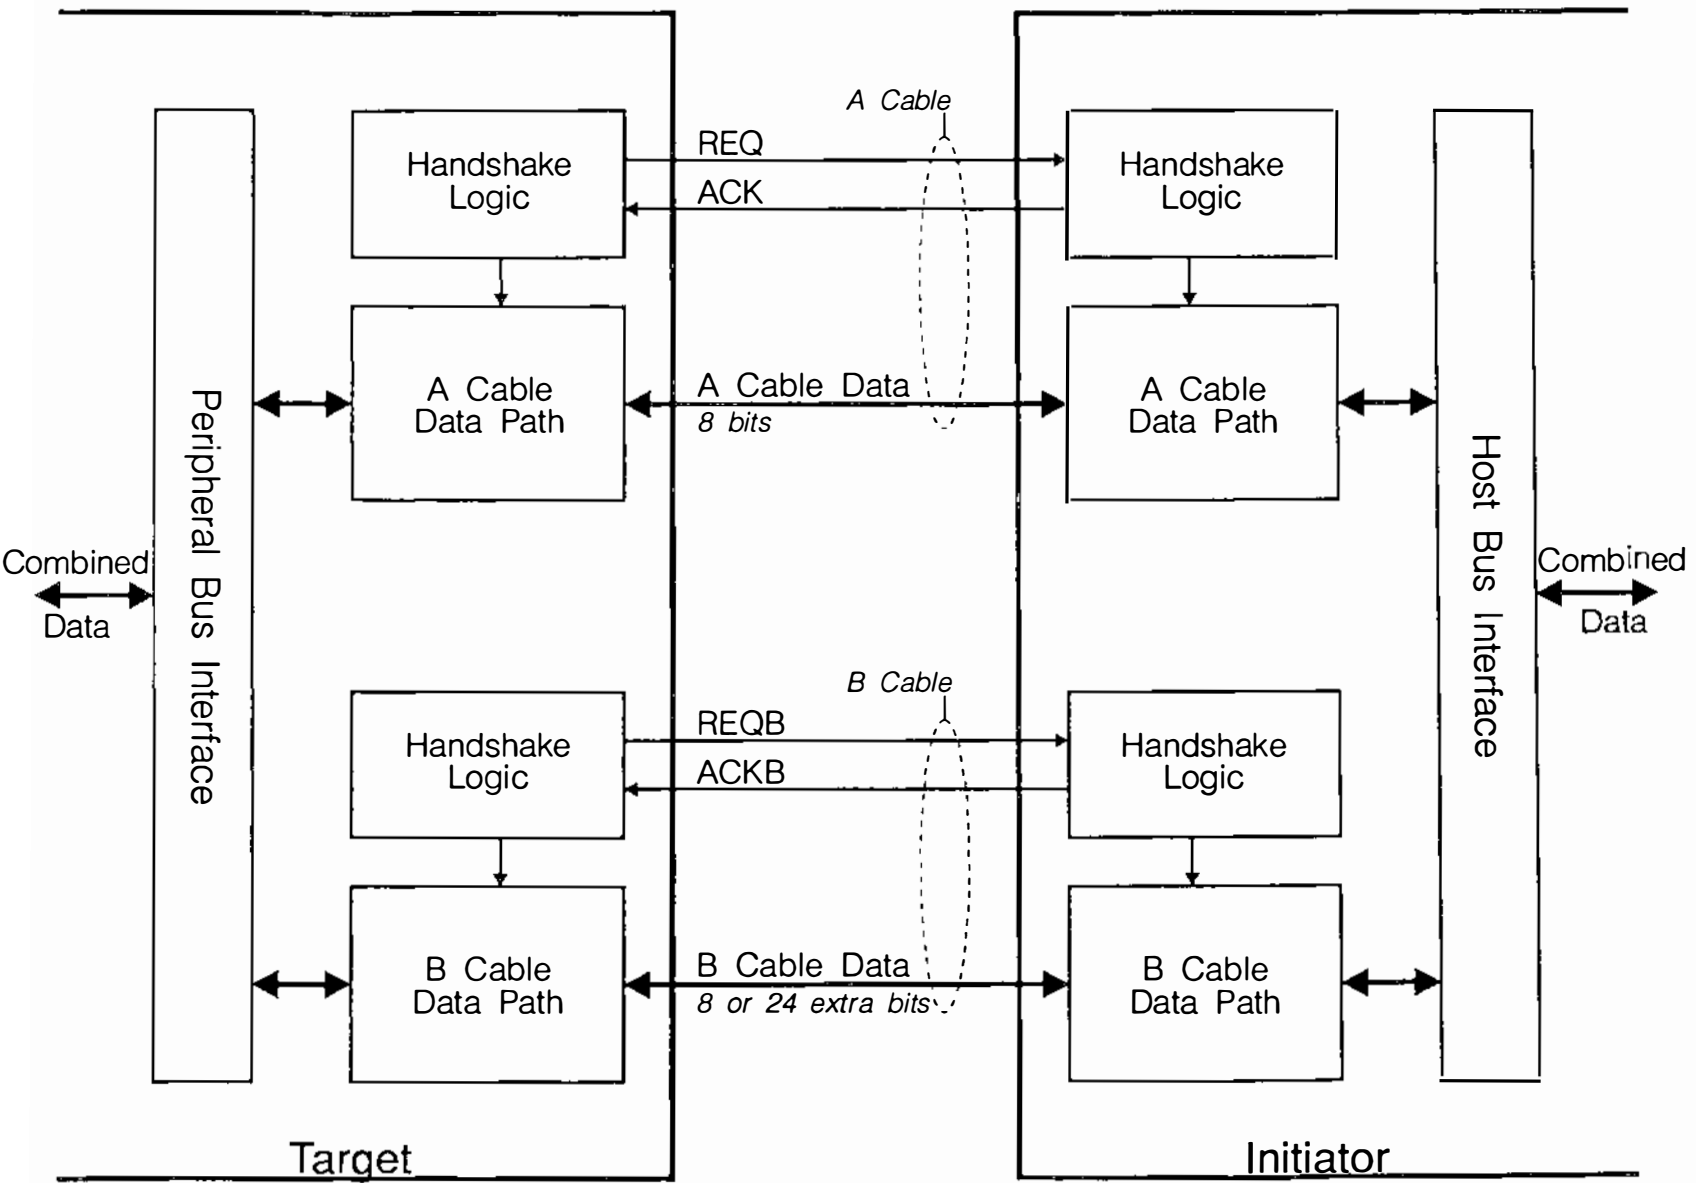 A Cable
REQ
ACK
Handshake
Logic
Handshake
Logic
A Cable
Data Path
A Cable Data
8 bits
A Cable
Data Path
Peripheral Bus Interface
Host Bus Interface
Combined
Data
Combined
Data
B Cable
REQB
ACKB
Handshake
Logic
Handshake
Logic
B Cable
Data Path
B Cable Data
8 or 24 extra bits
B Cable
Data Path
Target
Initiator